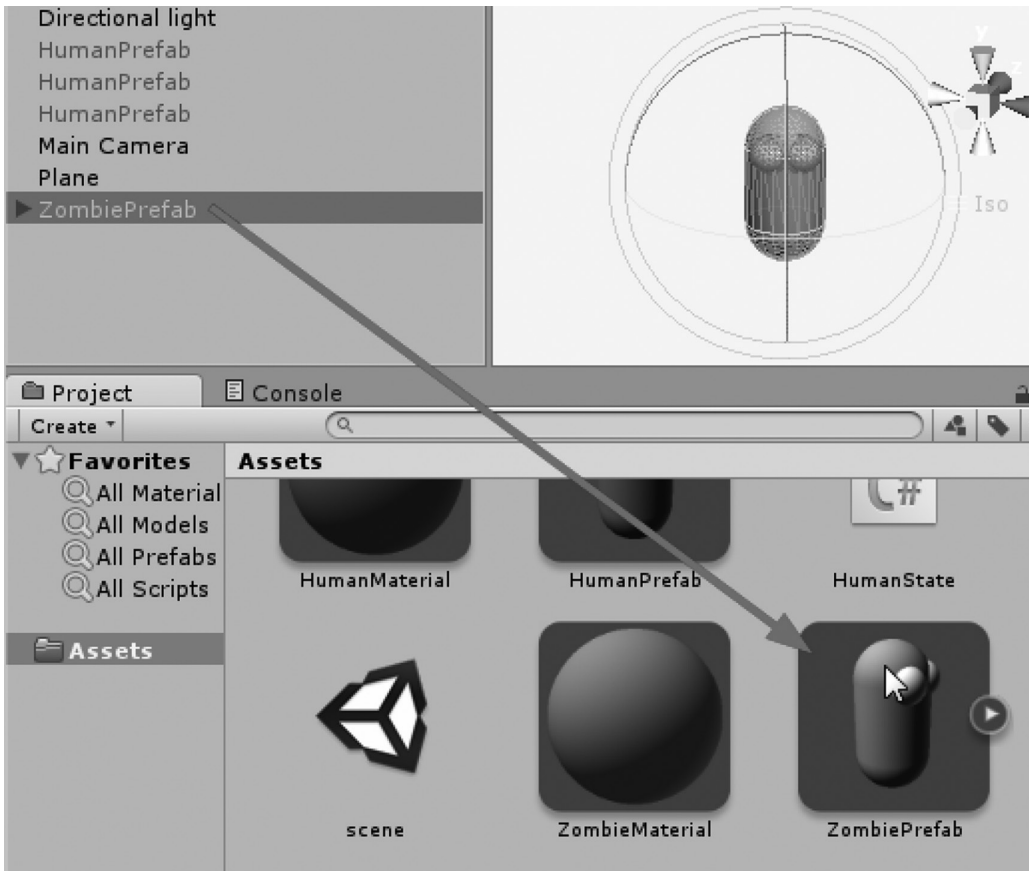 Directional light
HumanPrefab
HumanPrefab
HumanPrefab
Main Camera
Plane
ZombiePrefab
y
z
Iso
Project
Console
Create
Favorites
All Material
All Models
All Prefabs
All Scripts
Assets
Assets
C#
HumanMaterial
HumanPrefab
HumanState
scene
ZombieMaterial
ZombiePrefab